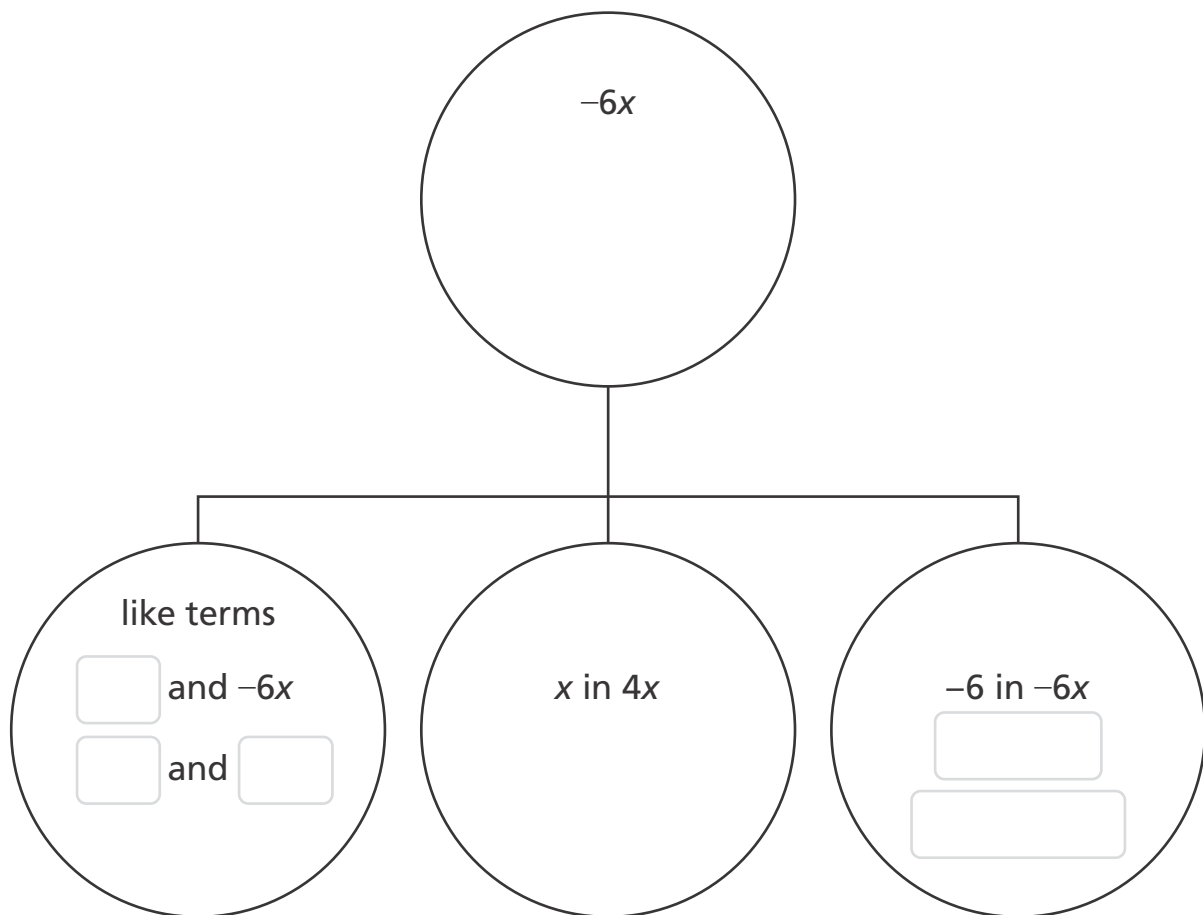 −6x
like terms
and −6x
and
x in 4x
−6 in −6x